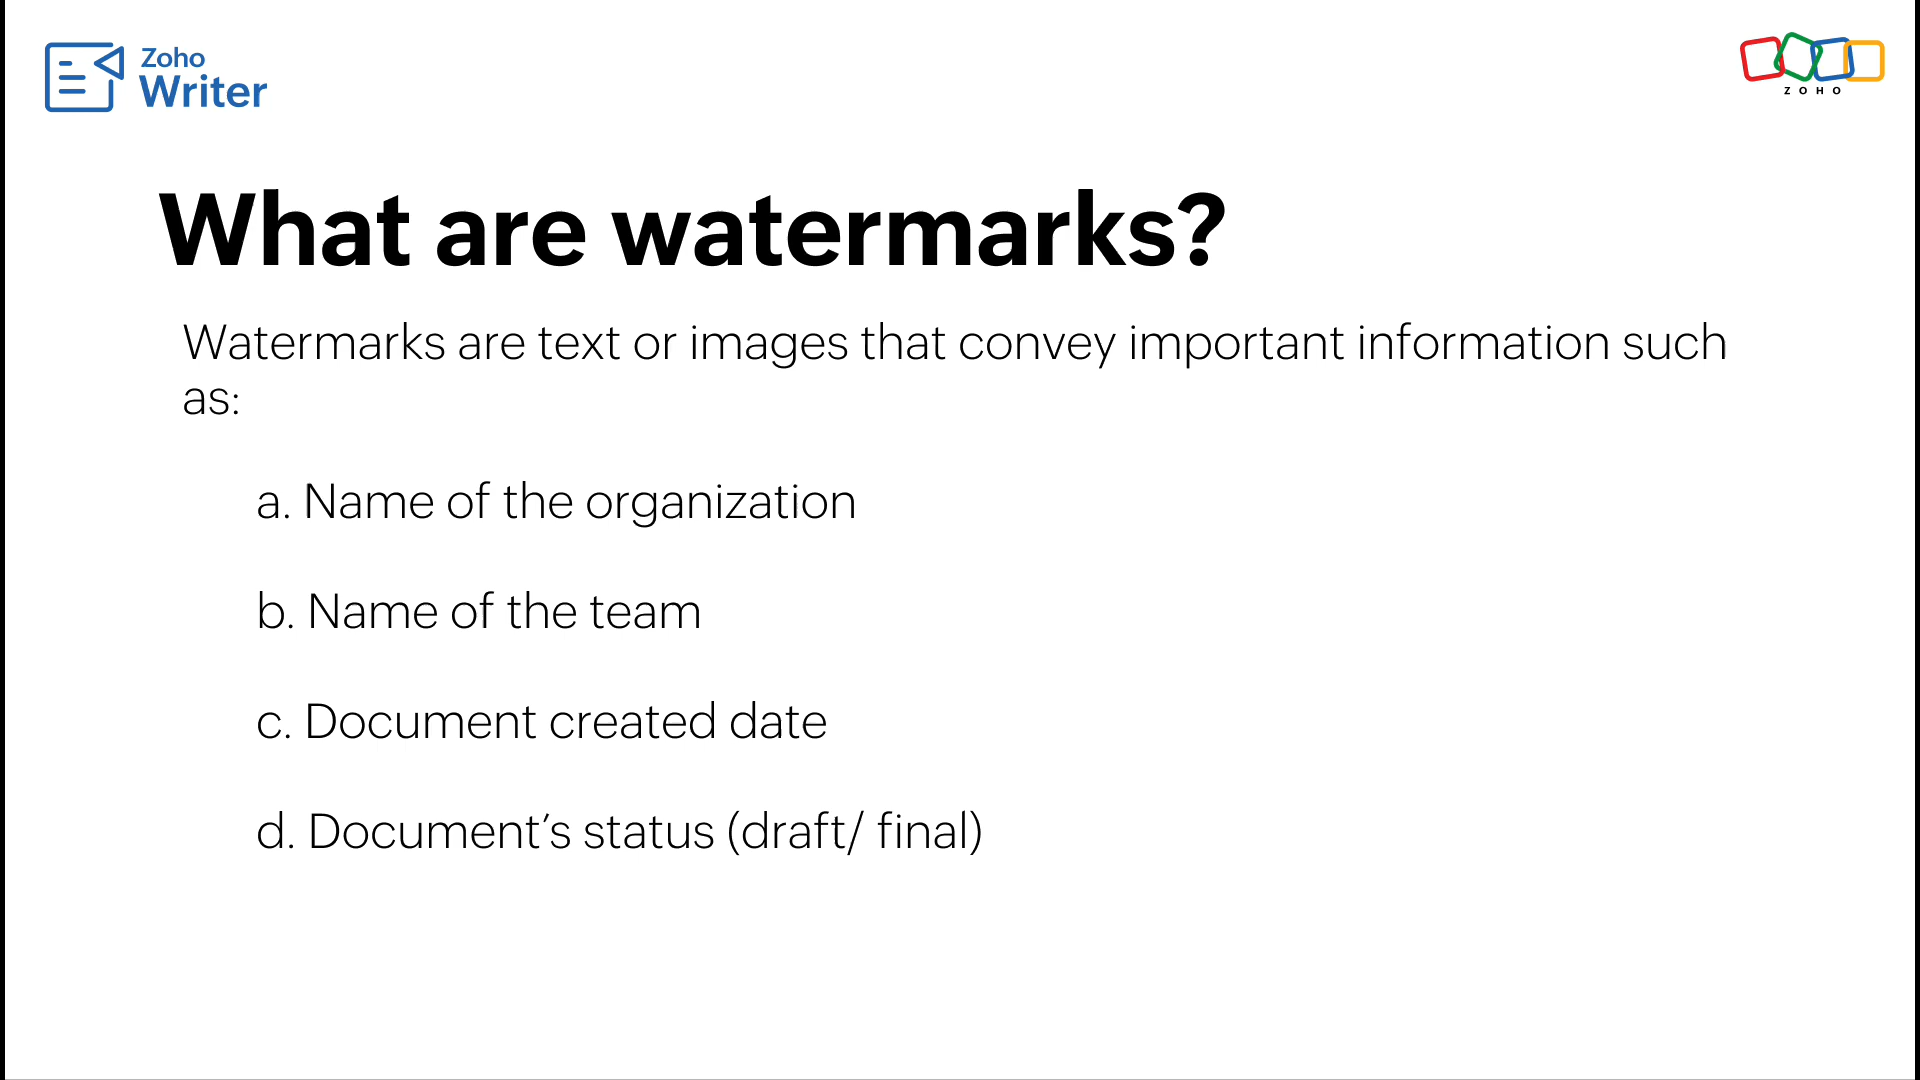 Zoho
Writer
ZOHO
What are watermarks?
Watermarks are text or images that convey important information such
as:
a. Name of the organization
b. Name of the team
c. Document created date
d. Document’s status (draft/ final)